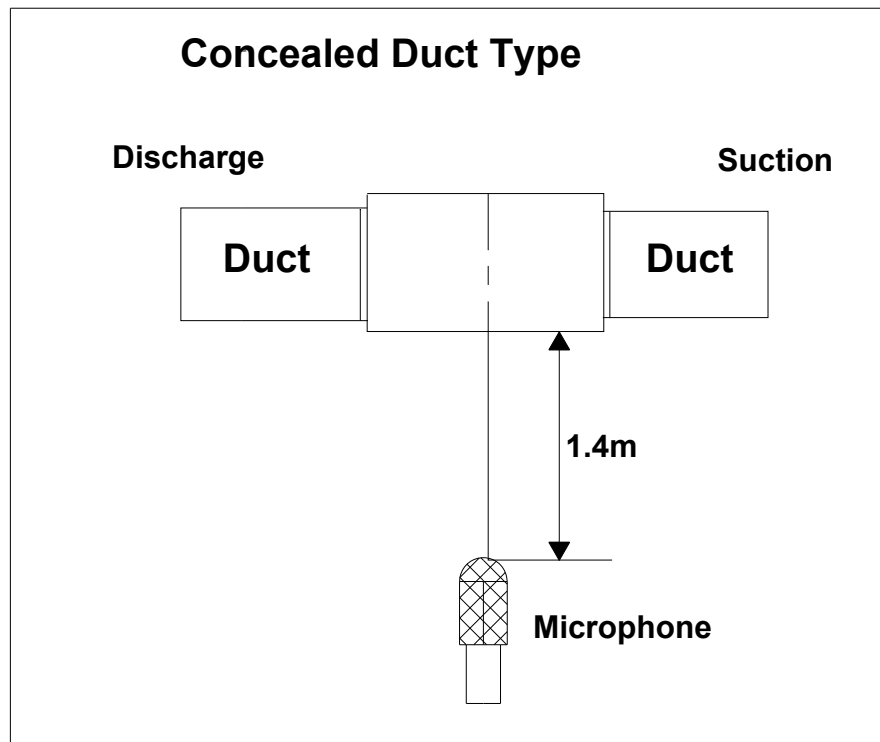 Concealed Duct Type
Discharge
Suction
Duct
Duct
1.4m
Microphone